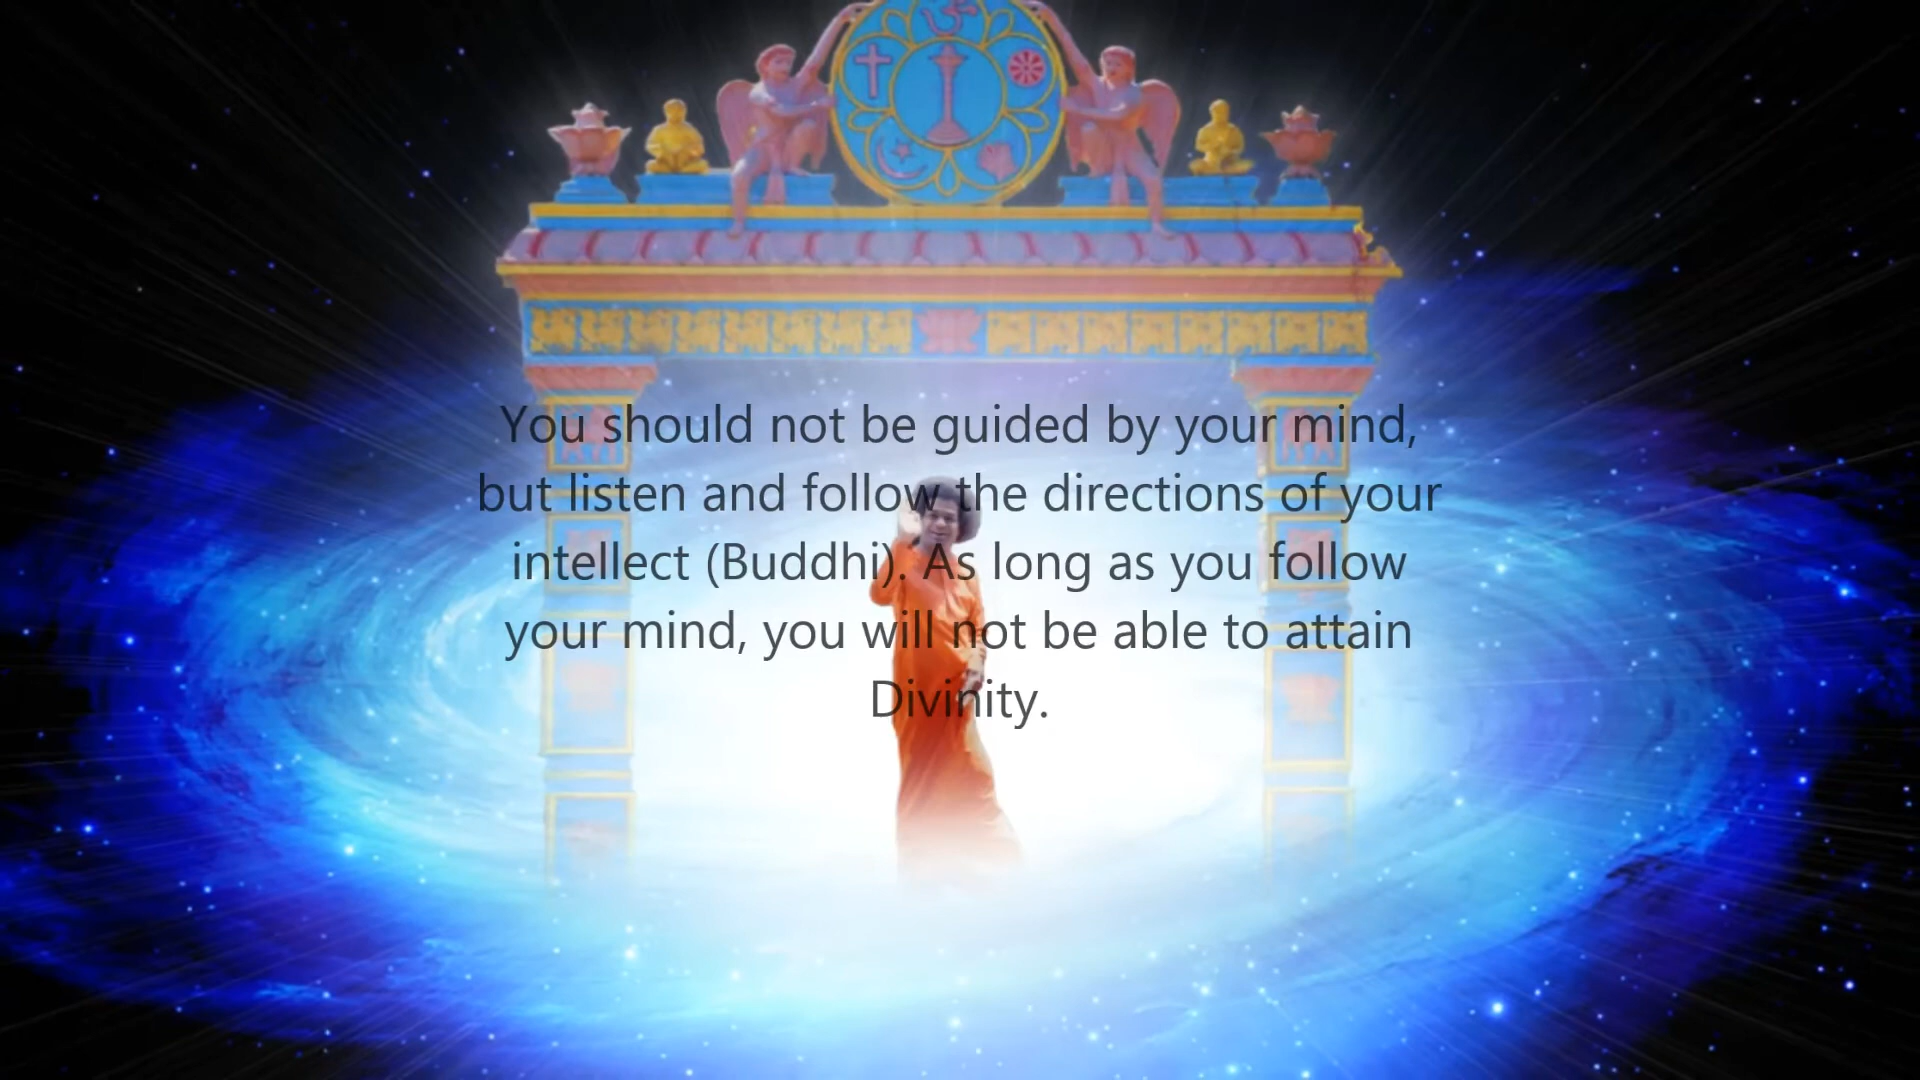 You should not be guided by your mind,
but listen and follow the directions of your
intellect (Buddhi). As long as you follow
your mind, you will not be able to attain
Divinity.